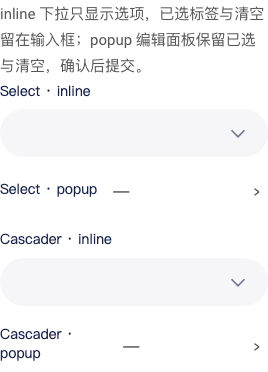 inline 下拉只显示选项，已选标签与清空
留在输入框；popup 编辑面板保留已选
与清空，确认后提交。
Select · inline
Select · popup —
Cascader · inline
Cascader ·
popup —